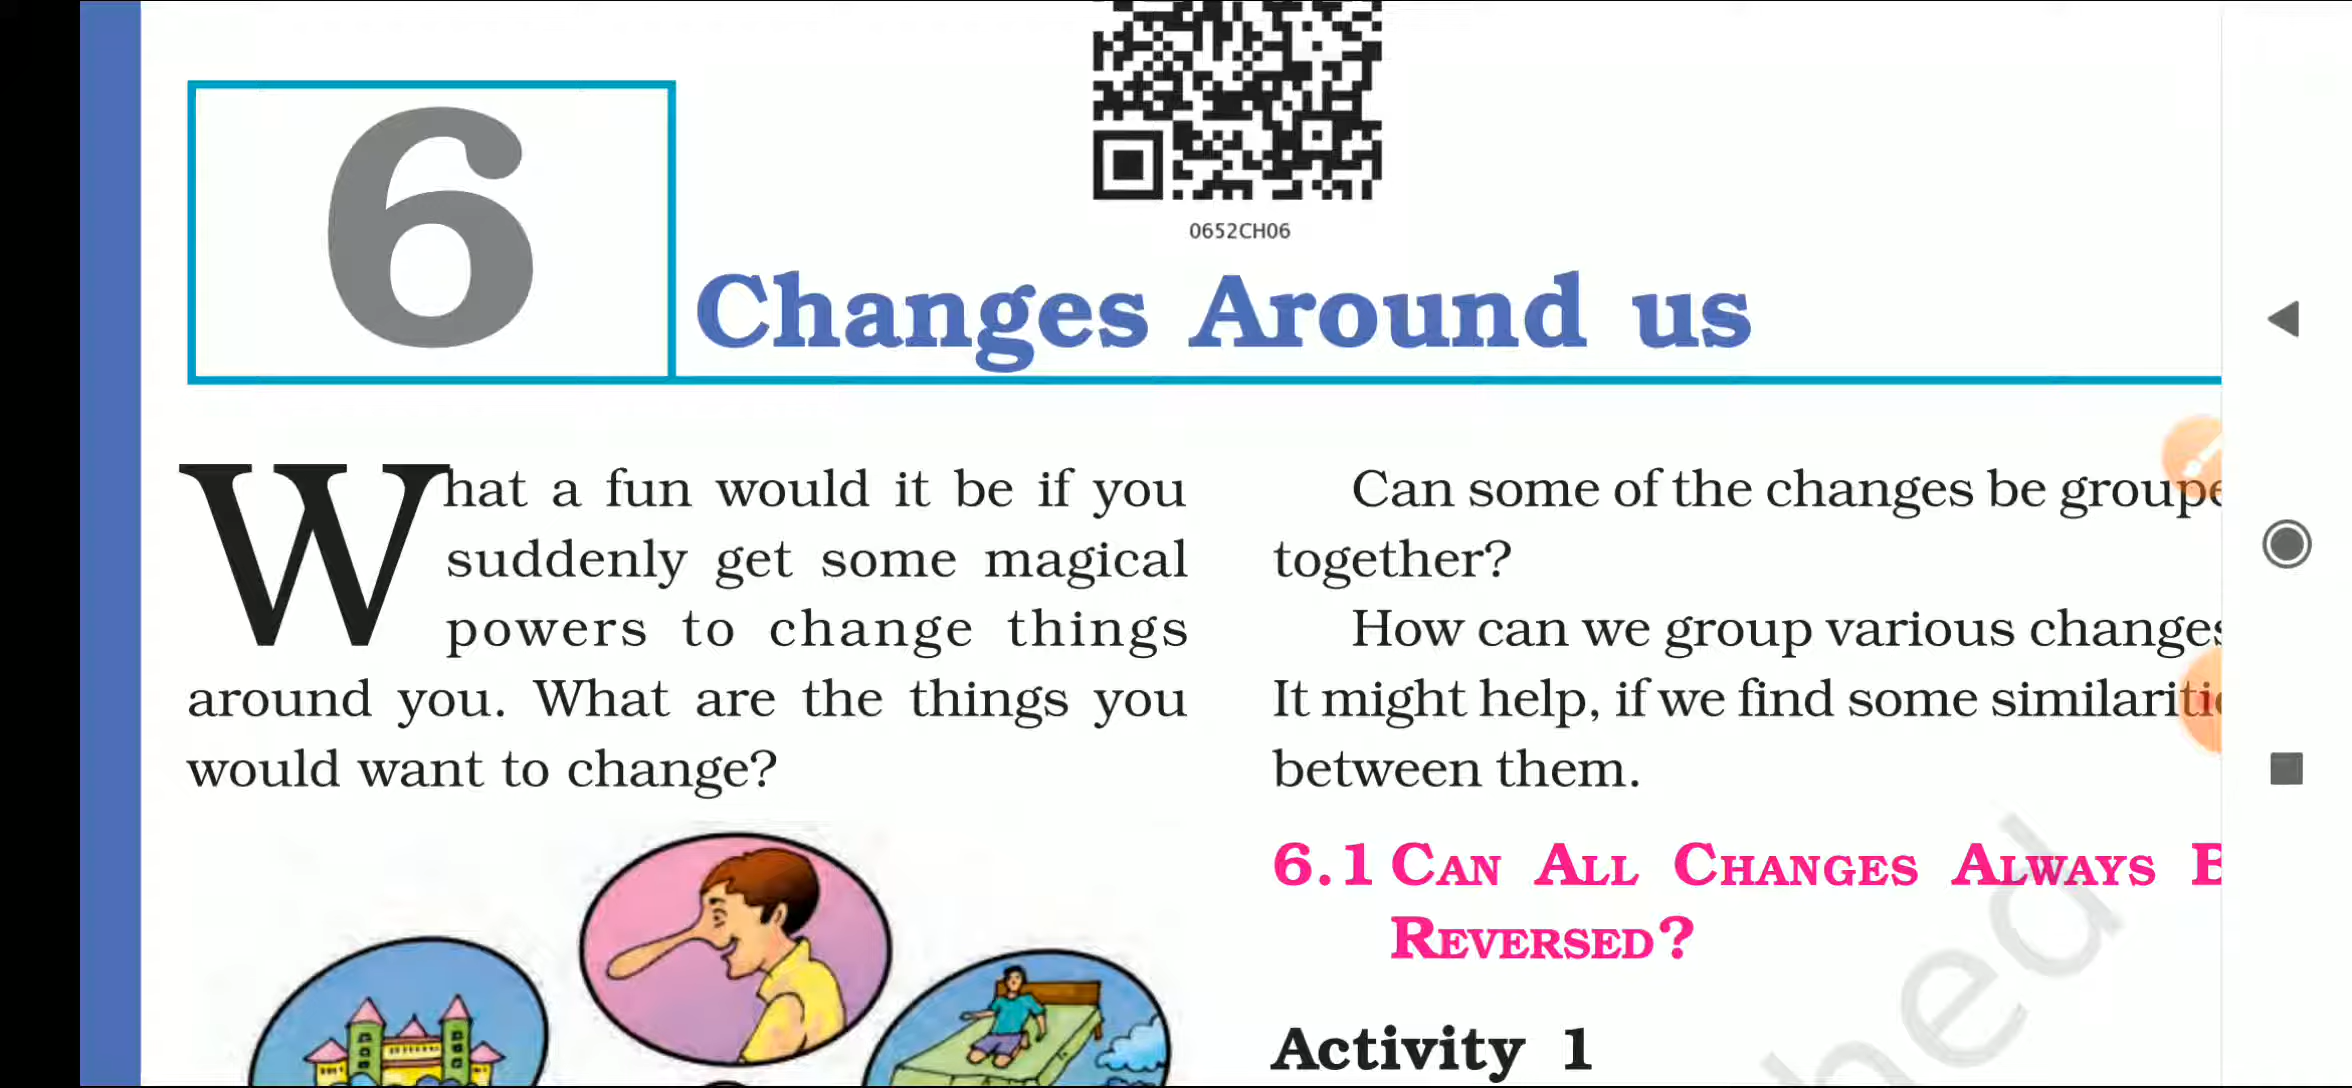 0652CH06
6
Changes Around us
What a fun would it be if you
suddenly get some magical
powers to change things
around you. What are the things you
would want to change?
Can some of the changes be
together?
How can we group various
It might help, if we find some
between them.
6.1 CAN ALL CHANGES ALWAYS
REVERSED?
Activity 1